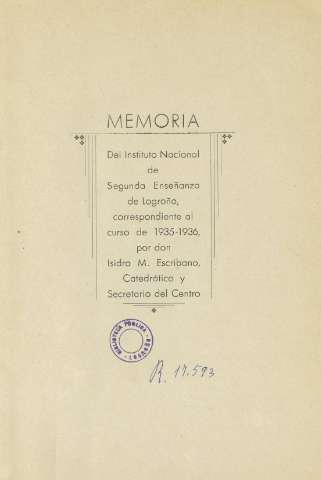 MEMORIA
Del Instituto Nacional
de
Segunda Enseñanza
de Logroño,
correspondiente al
curso de 1935-1936,
por don
Isidro M. Escribano,
Catedrático y
Secretario del Centro
BIBLIOTECA PÚBLICA - LOGROÑO -
R. 17.593